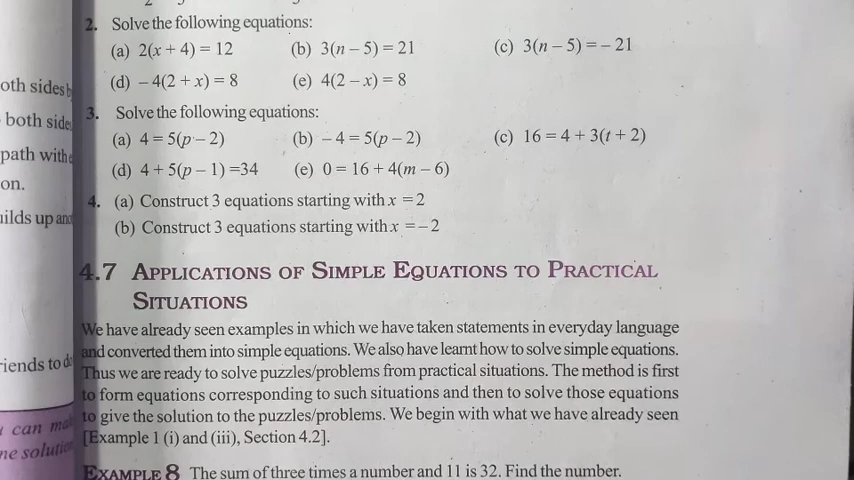 2. Solve the following equations:
(a) 2(x + 4) = 12 (b) 3(n – 5) = 21 (c) 3(n – 5) = – 21
(d) – 4(2 + x) = 8 (e) 4(2 – x) = 8
3. Solve the following equations:
(a) 4 = 5(p – 2) (b) – 4 = 5(p – 2) (c) 16 = 4 + 3(t + 2)
(d) 4 + 5(p – 1) =34 (e) 0 = 16 + 4(m – 6)
4. (a) Construct 3 equations starting with x = 2
(b) Construct 3 equations starting with x = – 2
4.7 APPLICATIONS OF SIMPLE EQUATIONS TO PRACTICAL
SITUATIONS
We have already seen examples in which we have taken statements in everyday language
and converted them into simple equations. We also have learnt how to solve simple equations.
Thus we are ready to solve puzzles/problems from practical situations. The method is first
to form equations corresponding to such situations and then to solve those equations
to give the solution to the puzzles/problems. We begin with what we have already seen
[Example 1 (i) and (iii), Section 4.2].
EXAMPLE 8 The sum of three times a number and 11 is 32. Find the number.
oth sides
both side
path with
on.
uilds up and
riends to do
can
ne solution